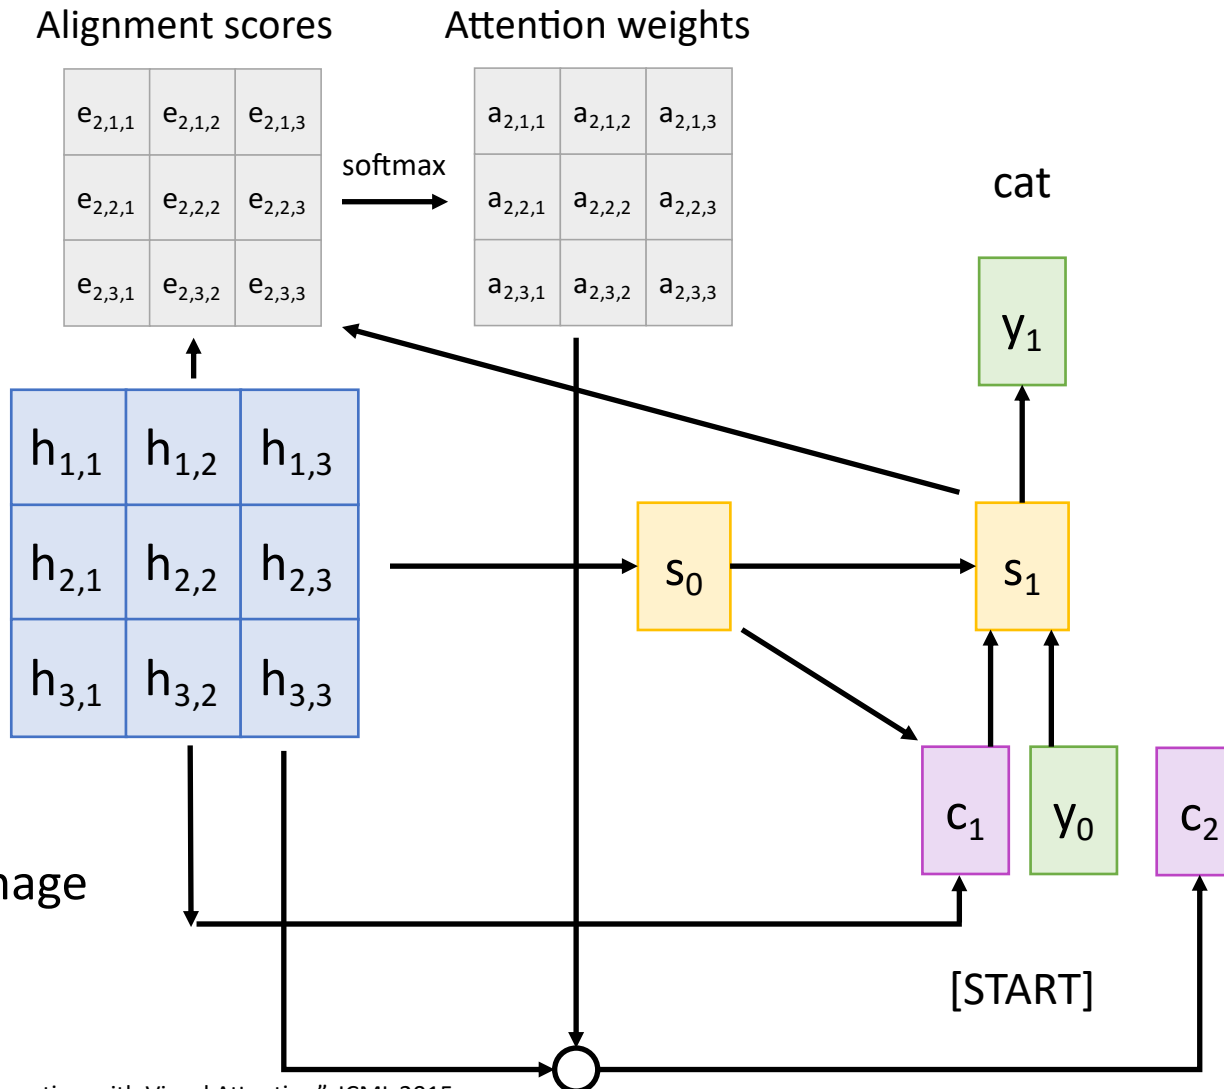 Alignment scores
Attention weights
e2,1,1 e2,1,2 e2,1,3
e2,2,1 e2,2,2 e2,2,3
e2,3,1 e2,3,2 e2,3,3
softmax
a2,1,1 a2,1,2 a2,1,3
a2,2,1 a2,2,2 a2,2,3
a2,3,1 a2,3,2 a2,3,3
cat
y1
h1,1 h1,2 h1,3
h2,1 h2,2 h2,3
h3,1 h3,2 h3,3
s0
s1
c1
y0
c2
[START]
with Visual Attention", ICML 2015